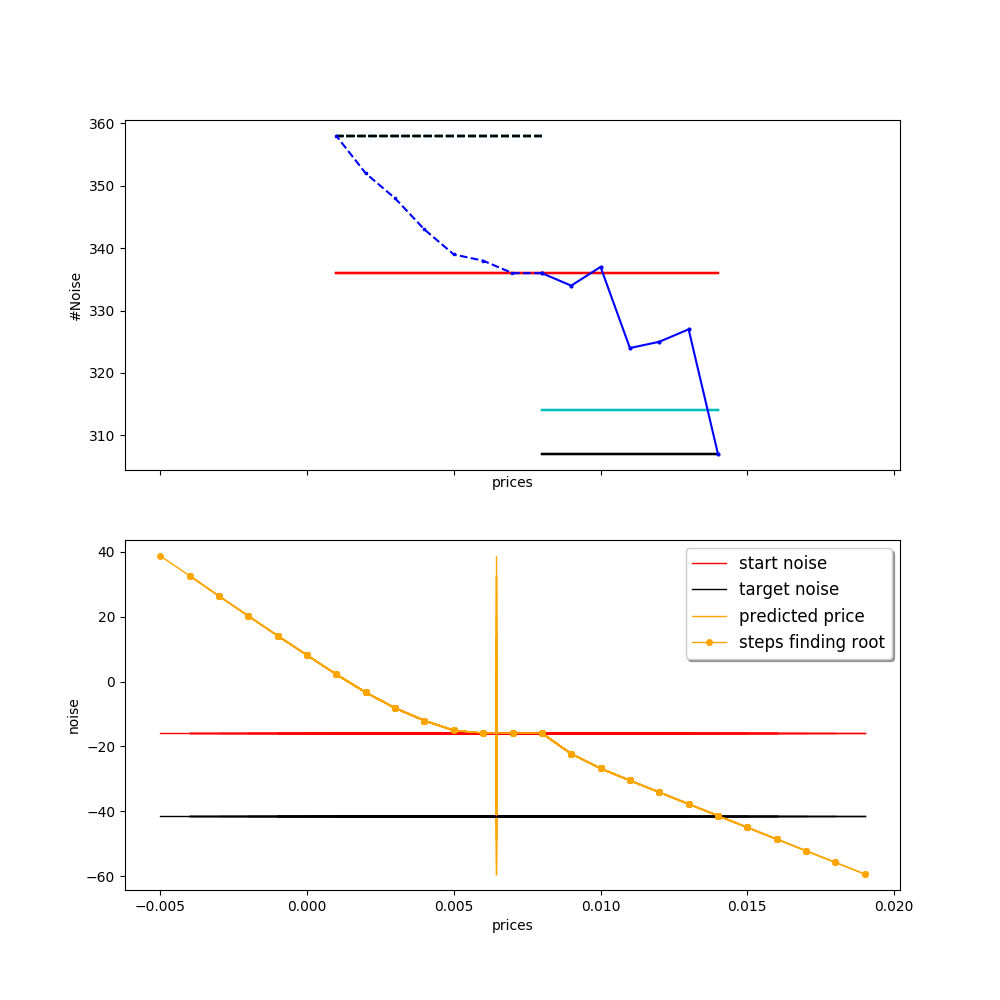 360
350
340
330
320
310
#Noise
prices
40
20
0
−20
−40
−60
noise
start noise
target noise
predicted price
steps finding root
−0.005
0.000
0.005
0.010
0.015
0.020
prices